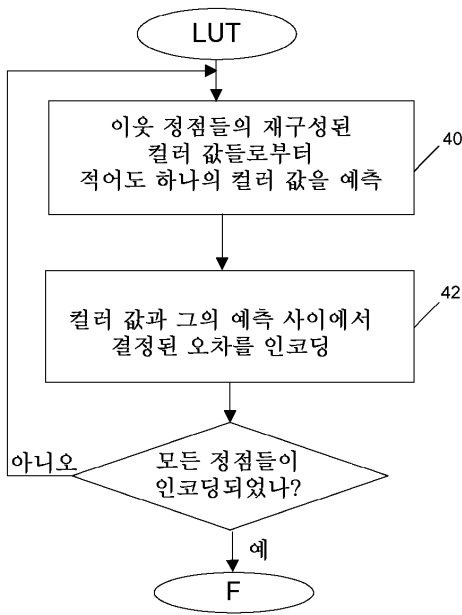 LUT
이웃 정점들의 재구성된
컬러 값들로부터
적어도 하나의 컬러 값을 예측
40
컬러 값과 그의 예측 사이에서
결정된 오차를 인코딩
42
모든 정점들이
인코딩되었나?
아니오
예
F